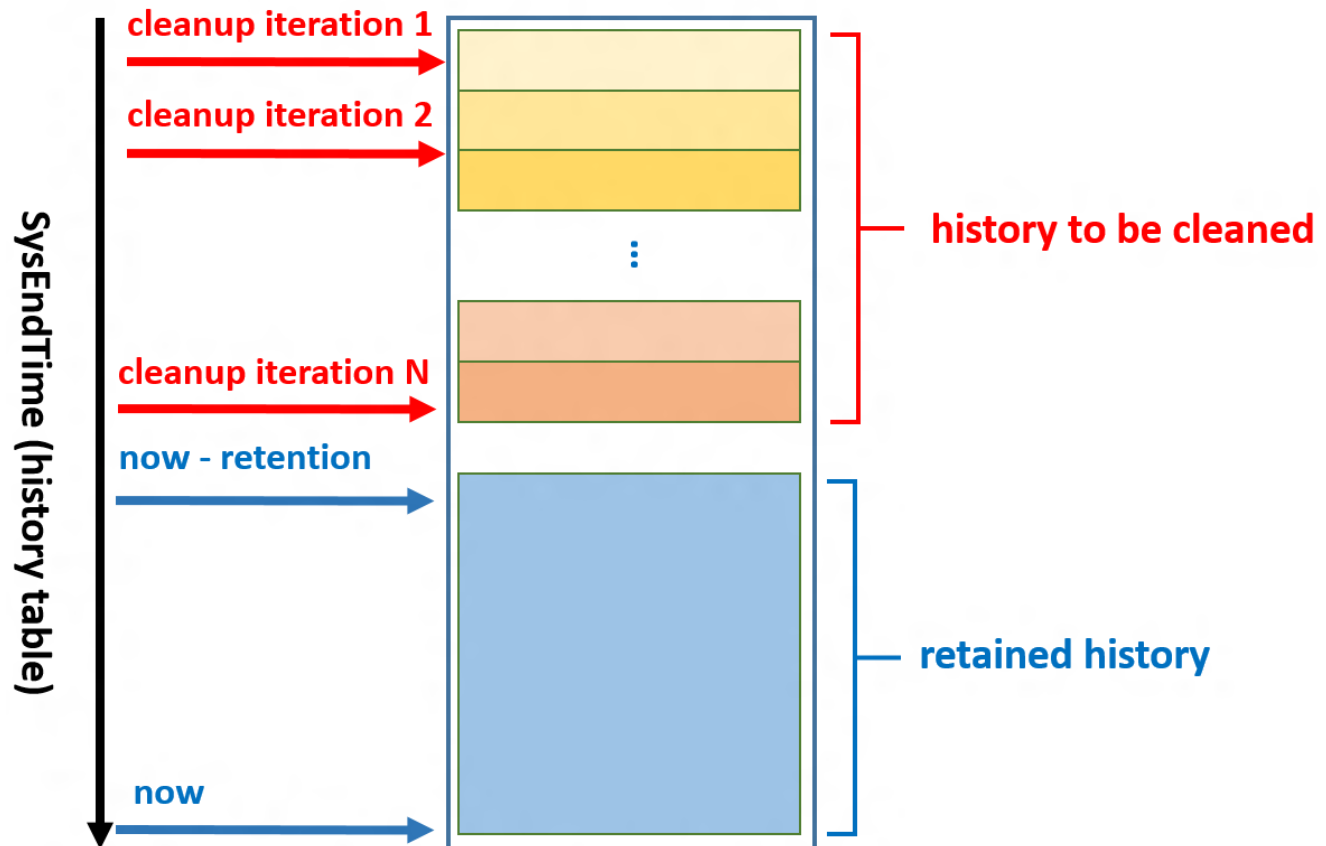 cleanup iteration 1
cleanup iteration 2
history to be cleaned
SysEndTime (history table)
...
cleanup iteration N
now - retention
retained history
now